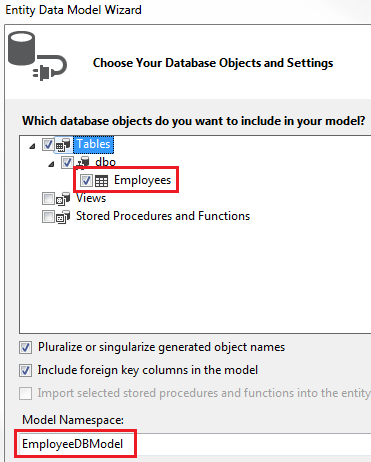 Entity Data Model Wizard
Choose Your Database Objects and Settings
Which database objects do you want to include in your model?
Tables
dbo
Employees
Views
Stored Procedures and Functions
Pluralize or singularize generated object names
Include foreign key columns in the model
Import selected stored procedures and functions into the entity
Model Namespace:
EmployeeDBModel